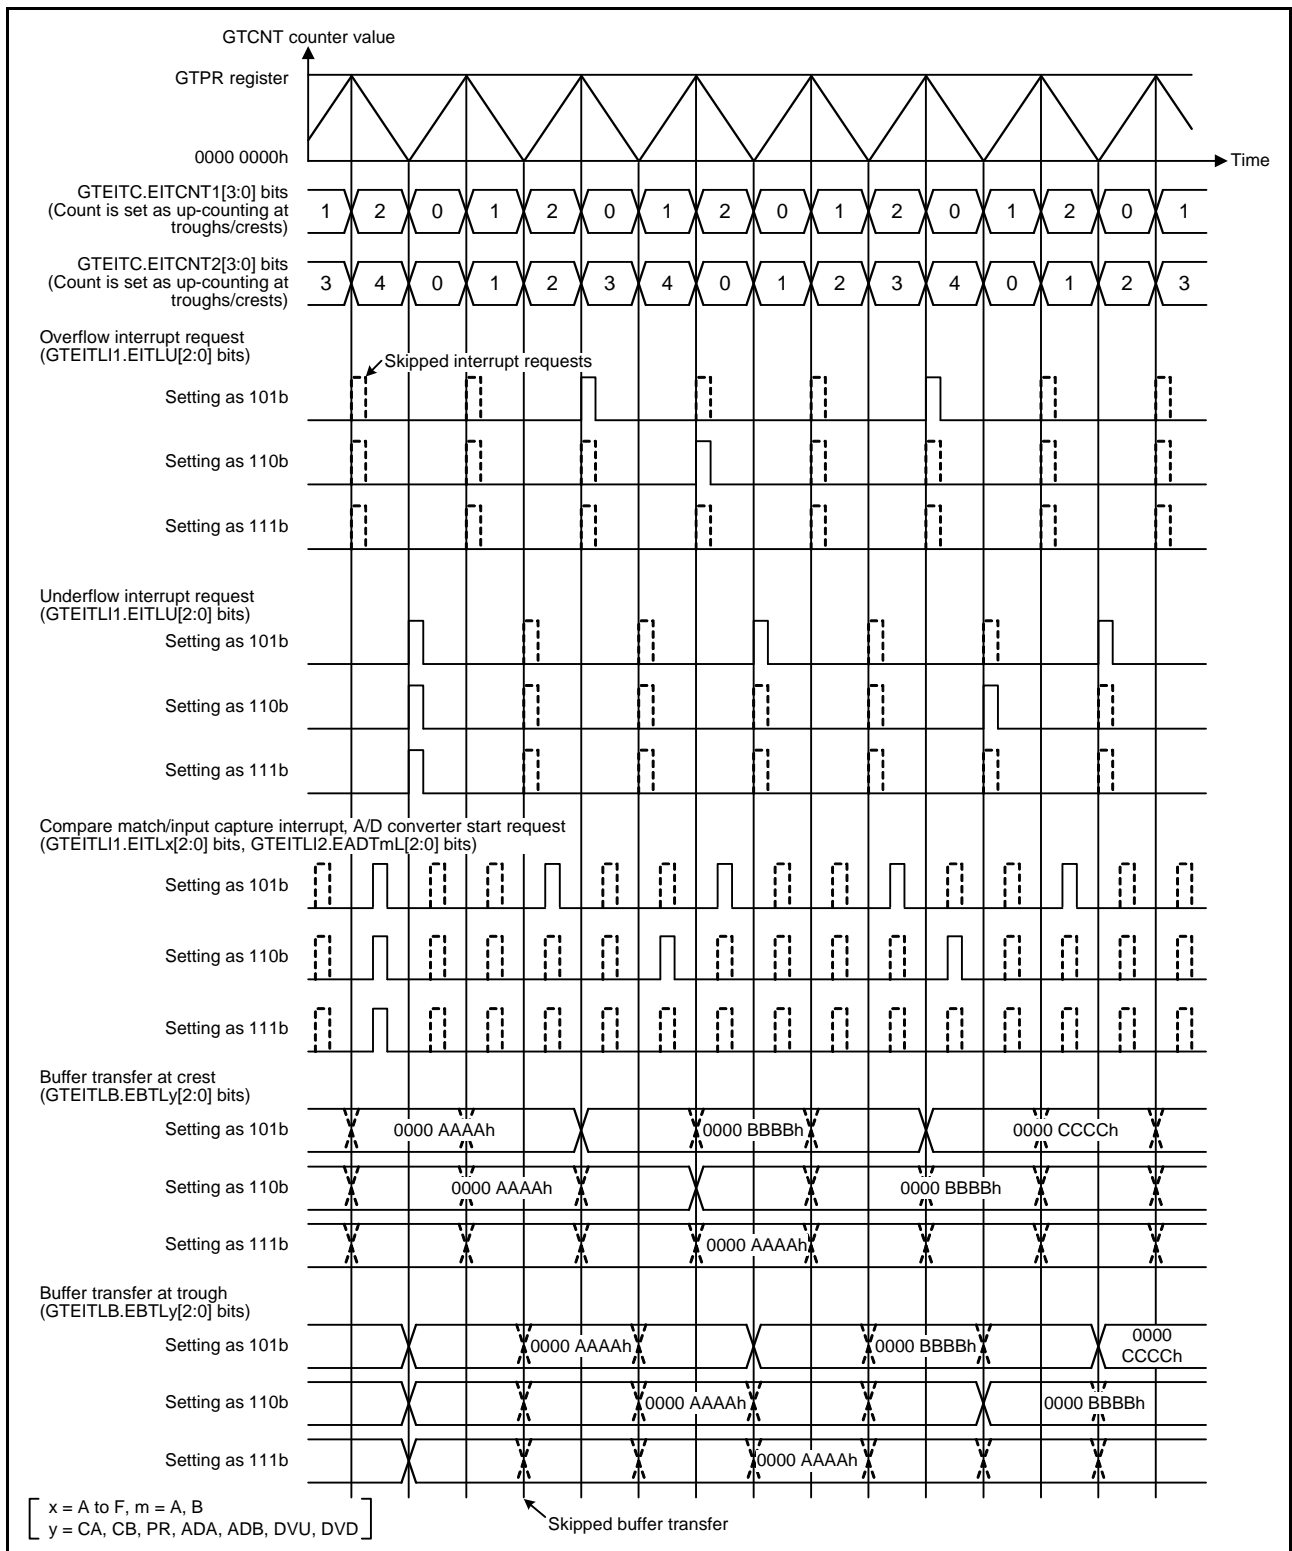 GTCNT counter value
GTPR register
0000 0000h
Time
GTEITC.EITCNT1[3:0] bits
(Count is set as up-counting at
troughs/crests)
1 2 0 1 2 0 1 2 0 1 2 0 1 2 0 1
GTEITC.EITCNT2[3:0] bits
(Count is set as up-counting at
troughs/crests)
3 4 0 1 2 3 4 0 1 2 3 4 0 1 2 3
Overflow interrupt request
(GTEITLI1.EITLU[2:0] bits)
Skipped interrupt requests
Setting as 101b
Setting as 110b
Setting as 111b
Underflow interrupt request
(GTEITLI1.EITLU[2:0] bits)
Setting as 101b
Setting as 110b
Setting as 111b
Compare match/input capture interrupt, A/D converter start request
(GTEITLI1.EITLx[2:0] bits, GTEITLI2.EADTmL[2:0] bits)
Setting as 101b
Setting as 110b
Setting as 111b
Buffer transfer at crest
(GTEITLB.EBTLy[2:0] bits)
Setting as 101b 0000 AAAAh 0000 BBBBh 0000 CCCCh
Setting as 110b 0000 AAAAh 0000 BBBBh
Setting as 111b 0000 AAAAh
Buffer transfer at trough
(GTEITLB.EBTLy[2:0] bits)
Setting as 101b 0000 AAAAh 0000 BBBBh 0000
CCCCh
Setting as 110b 0000 AAAAh 0000 BBBBh
Setting as 111b 0000 AAAAh
x = A to F, m = A, B
y = CA, CB, PR, ADA, ADB, DVU, DVD
Skipped buffer transfer